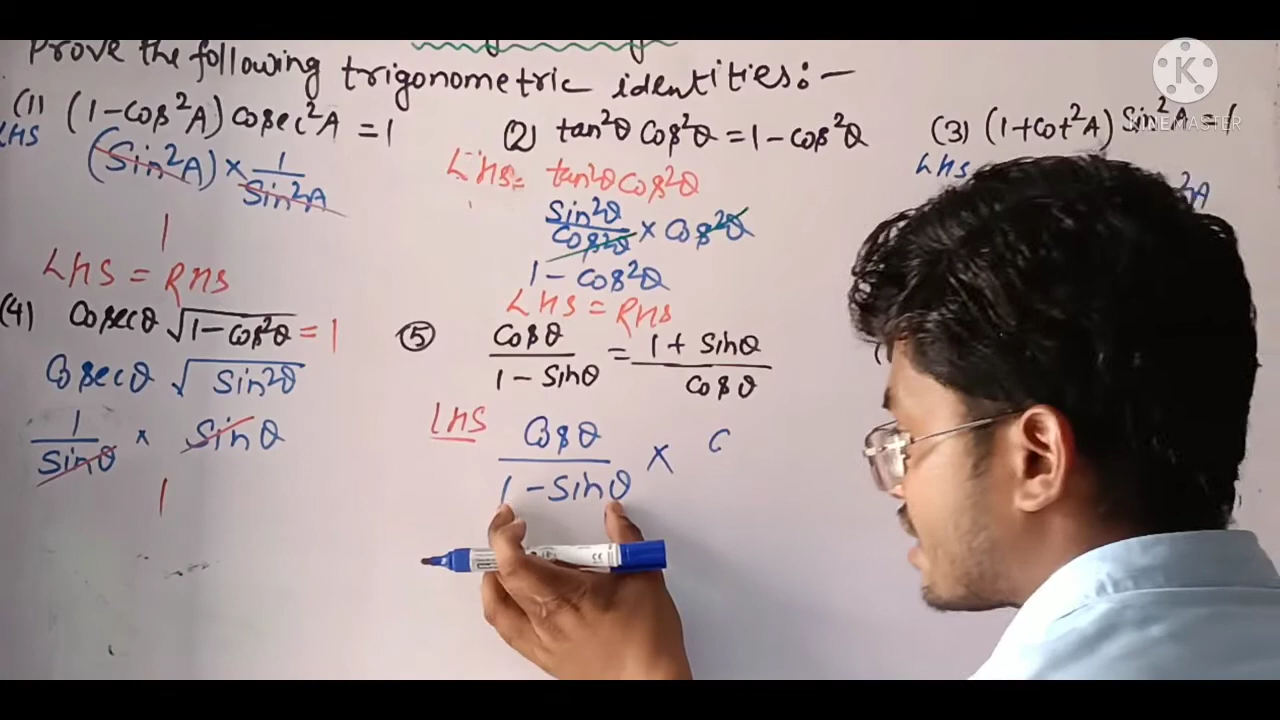 Prove the following trigonometric identities:-
(1) (1-Cos²A) Cosec²A = 1
LHS
(Sin²A) × 1/Sin²A
1
LHS = RHS
(2) tan²θ Cos²θ = 1 - Cos²θ
LHS = tan²θ Cos²θ
Sin²θ/Cos²θ × Cos²θ
1 - Cos²θ
LHS = RHS
(3) (1+Cot²A) Sin²A =
LHS
KINEMASTER
(4) Cosecθ √1-Cos²θ = 1
Cosecθ √Sin²θ
1/Sinθ × Sinθ
1
(5) Cosθ/1 - Sinθ = 1 + Sinθ/Cosθ
LHS
Cosθ/1 - Sinθ × C
K
CE